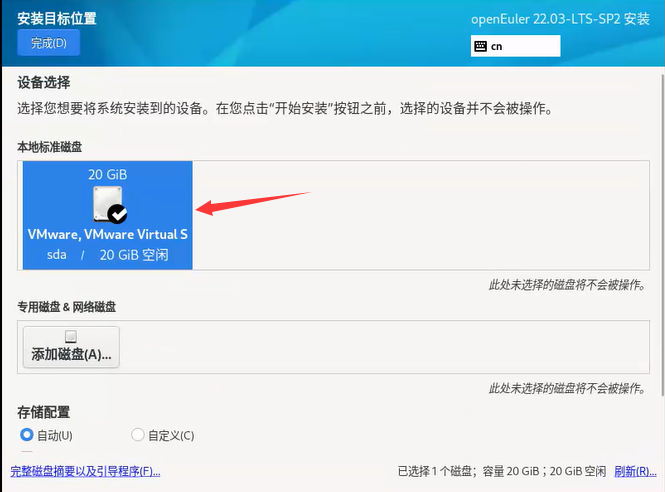 安装目标位置
openEuler 22.03-LTS-SP2 安装
完成(D)
cn
设备选择
选择您想要将系统安装到的设备。在您点击“开始安装”按钮之前，选择的设备并不会被操作。
本地标准磁盘
20 GiB
VMware, VMware Virtual S
sda / 20 GiB 空闲
此处未选择的磁盘将不会被操作。
专用磁盘 & 网络磁盘
添加磁盘(A)...
此处未选择的磁盘将不会被操作。
存储配置
自动(U) 自定义(C)
完整磁盘摘要以及引导程序(F)... 已选择 1 个磁盘；容量 20 GiB；20 GiB 空闲 刷新(R)...